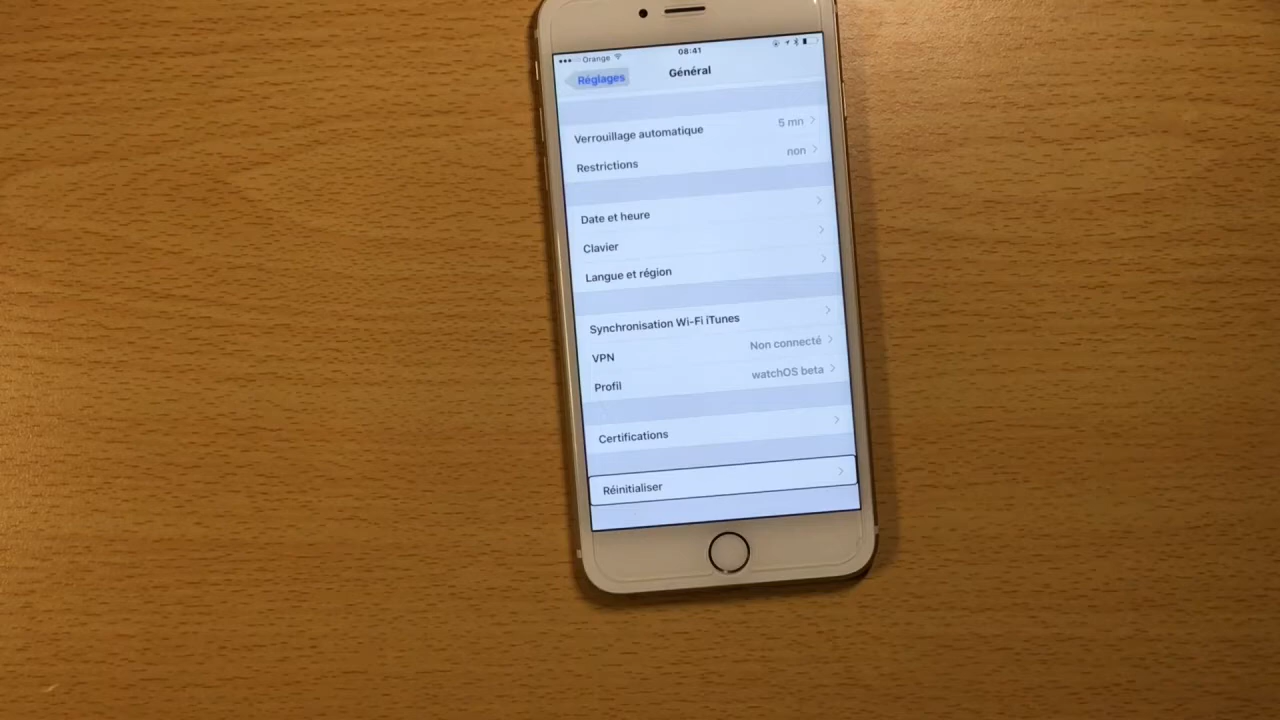 Orange 08:41
Réglages Général
Verrouillage automatique 5 mn
Restrictions non
Date et heure
Clavier
Langue et région
Synchronisation Wi-Fi iTunes
VPN Non connecté
Profil watchOS beta
Certifications
Réinitialiser